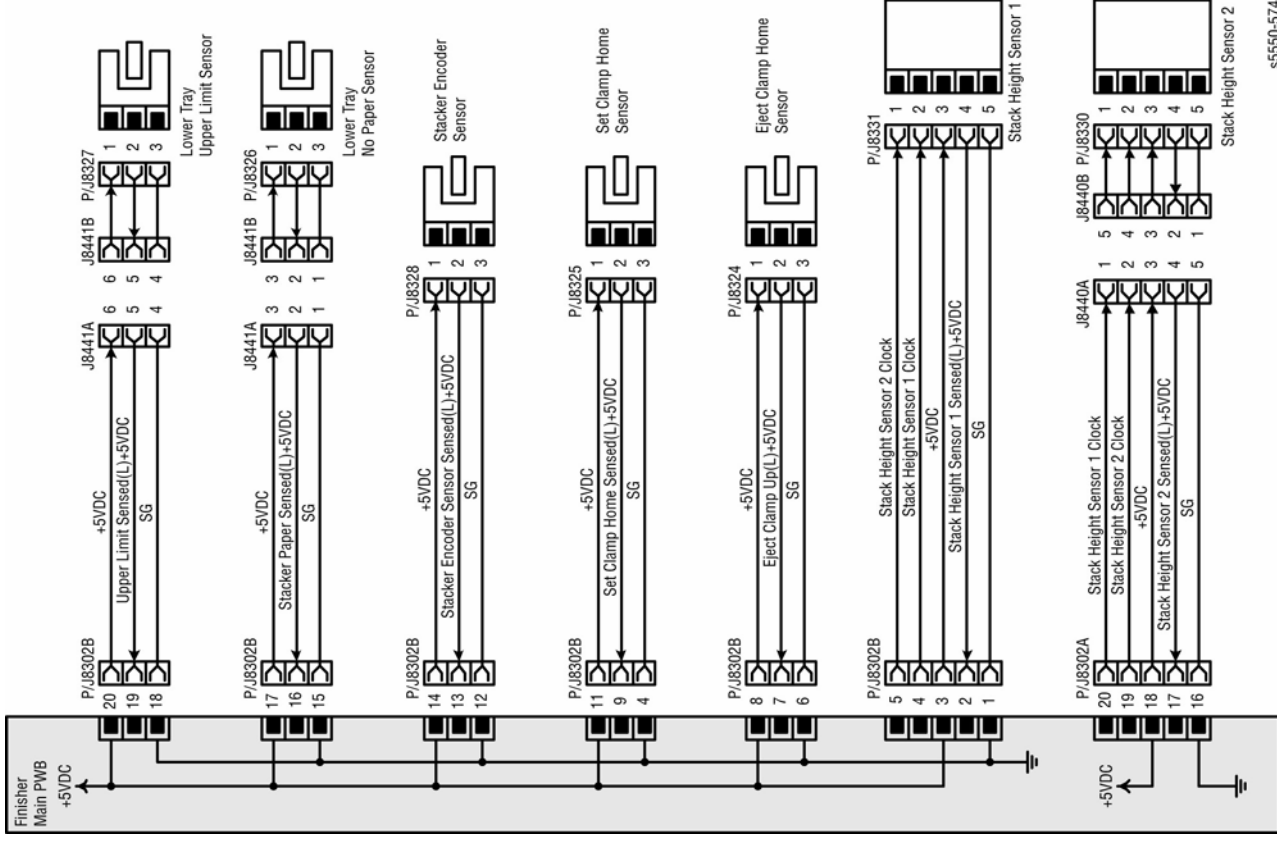 Finisher
Main PWB
+5VDC
P/J8302B
20
19
18
+5VDC
Upper Limit Sensed(L)+5VDC
SG
J8441A
6
5
4
J8441B
6
5
4
P/J8327
1
2
3
Lower Tray
Upper Limit Sensor
P/J8302B
17
16
15
+5VDC
Stacker Paper Sensed(L)+5VDC
SG
J8441A
3
2
1
J8441B
3
2
1
P/J8326
1
2
3
Lower Tray
No Paper Sensor
P/J8302B
14
13
12
+5VDC
Stacker Encoder Sensor Sensed(L)+5VDC
SG
P/J8328
1
2
3
Stacker Encoder
Sensor
P/J8302B
11
9
4
+5VDC
Set Clamp Home Sensed(L)+5VDC
SG
P/J8325
1
2
3
Set Clamp Home
Sensor
P/J8302B
8
7
6
+5VDC
Eject Clamp Up(L)+5VDC
SG
P/J8324
1
2
3
Eject Clamp Home
Sensor
P/J8302B
5
4
3
2
1
Stack Height Sensor 2 Clock
Stack Height Sensor 1 Clock
+5VDC
Stack Height Sensor 1 Sensed(L)+5VDC
SG
P/J8331
1
2
3
4
5
Stack Height Sensor 1
+5VDC
P/J8302A
20
19
18
17
16
Stack Height Sensor 1 Clock
Stack Height Sensor 2 Clock
+5VDC
Stack Height Sensor 2 Sensed(L)+5VDC
SG
J8440A
1
2
3
4
5
J8440B
5
4
3
2
1
P/J8330
1
2
3
4
5
Stack Height Sensor 2
s5550-574